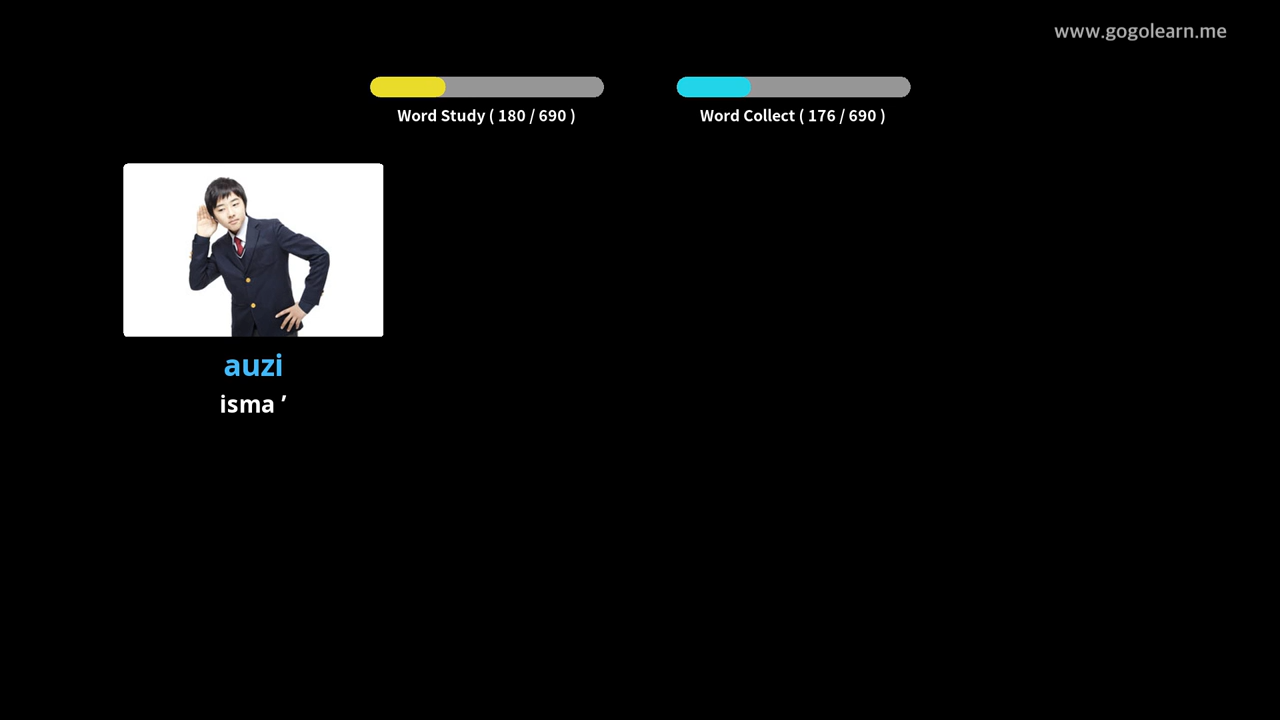 www.gogolearn.me
Word Study ( 180 / 690 )
Word Collect ( 176 / 690 )
auzi
isma ’